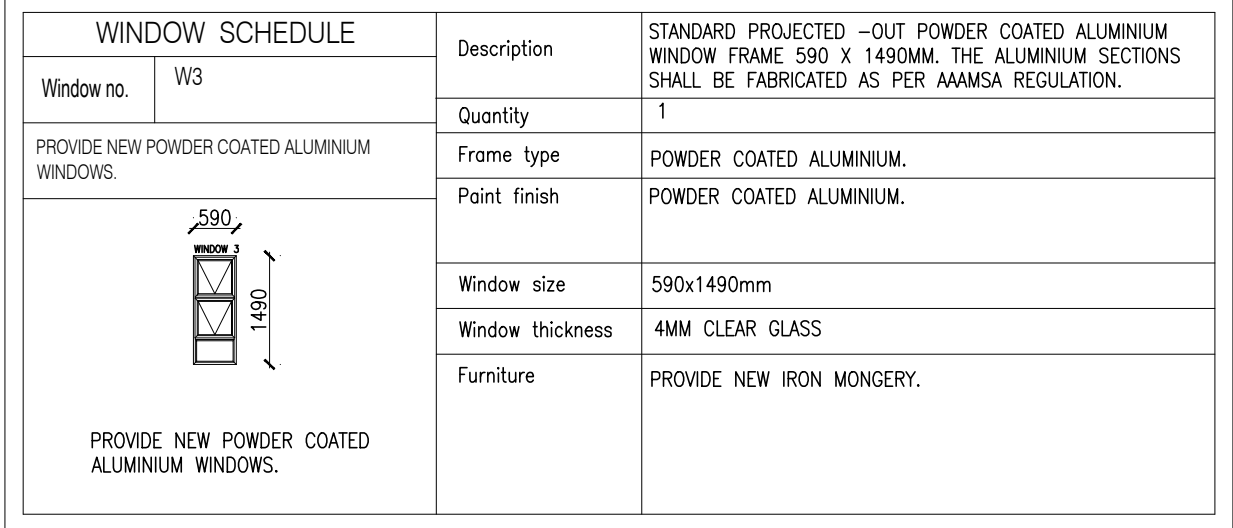 WINDOW SCHEDULE
Window no.
W3
PROVIDE NEW POWDER COATED ALUMINIUM
WINDOWS.
590
WINDOW 3
1490
PROVIDE NEW POWDER COATED
ALUMINIUM WINDOWS.
Description
STANDARD PROJECTED –OUT POWDER COATED ALUMINIUM
WINDOW FRAME 590 X 1490MM. THE ALUMINIUM SECTIONS
SHALL BE FABRICATED AS PER AAAMSA REGULATION.
Quantity
1
Frame type
POWDER COATED ALUMINIUM.
Paint finish
POWDER COATED ALUMINIUM.
Window size
590x1490mm
Window thickness
4MM CLEAR GLASS
Furniture
PROVIDE NEW IRON MONGERY.